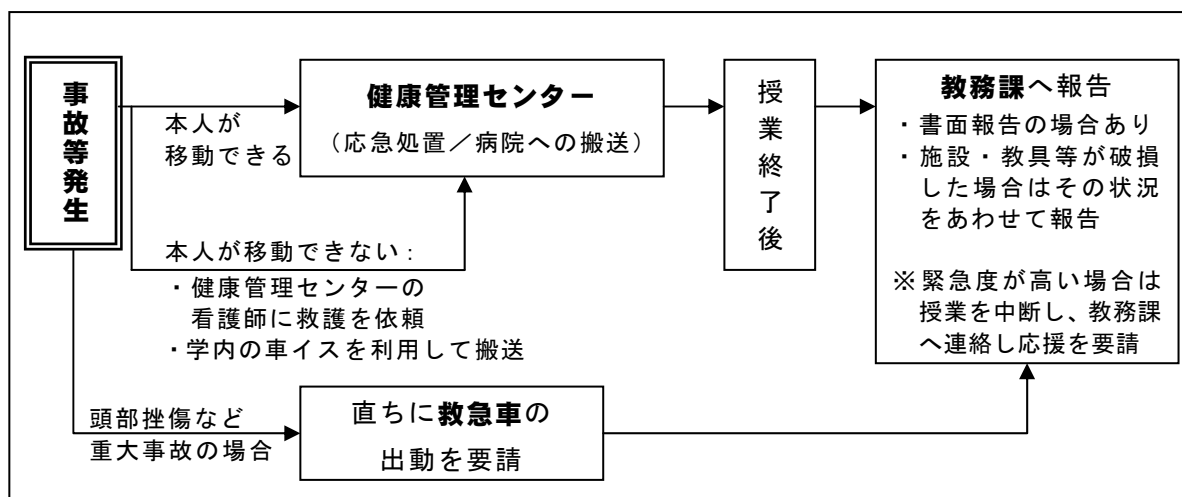 事故等発生
本人が
移動できる
健康管理センター
（応急処置／病院への搬送）
授業終了後
教務課へ報告
・書面報告の場合あり
・施設・教具等が破損
した場合はその状況
をあわせて報告
※緊急度が高い場合は
授業を中断し、教務課
へ連絡し応援を要請
本人が移動できない：
・健康管理センターの
看護師に救護を依頼
・学内の車イスを利用して搬送
頭部挫傷など
重大事故の場合
直ちに救急車の
出動を要請